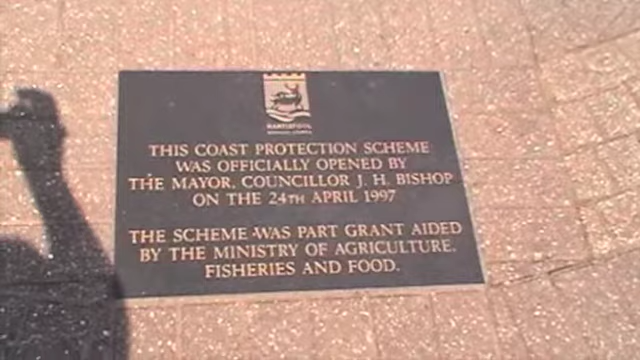 HARTLEPOOL
THIS COAST PROTECTION SCHEME
WAS OFFICIALLY OPENED BY
THE MAYOR, COUNCILLOR J. H. BISHOP
ON THE 24TH APRIL 1997
THE SCHEME WAS PART GRANT AIDED
BY THE MINISTRY OF AGRICULTURE,
FISHERIES AND FOOD.